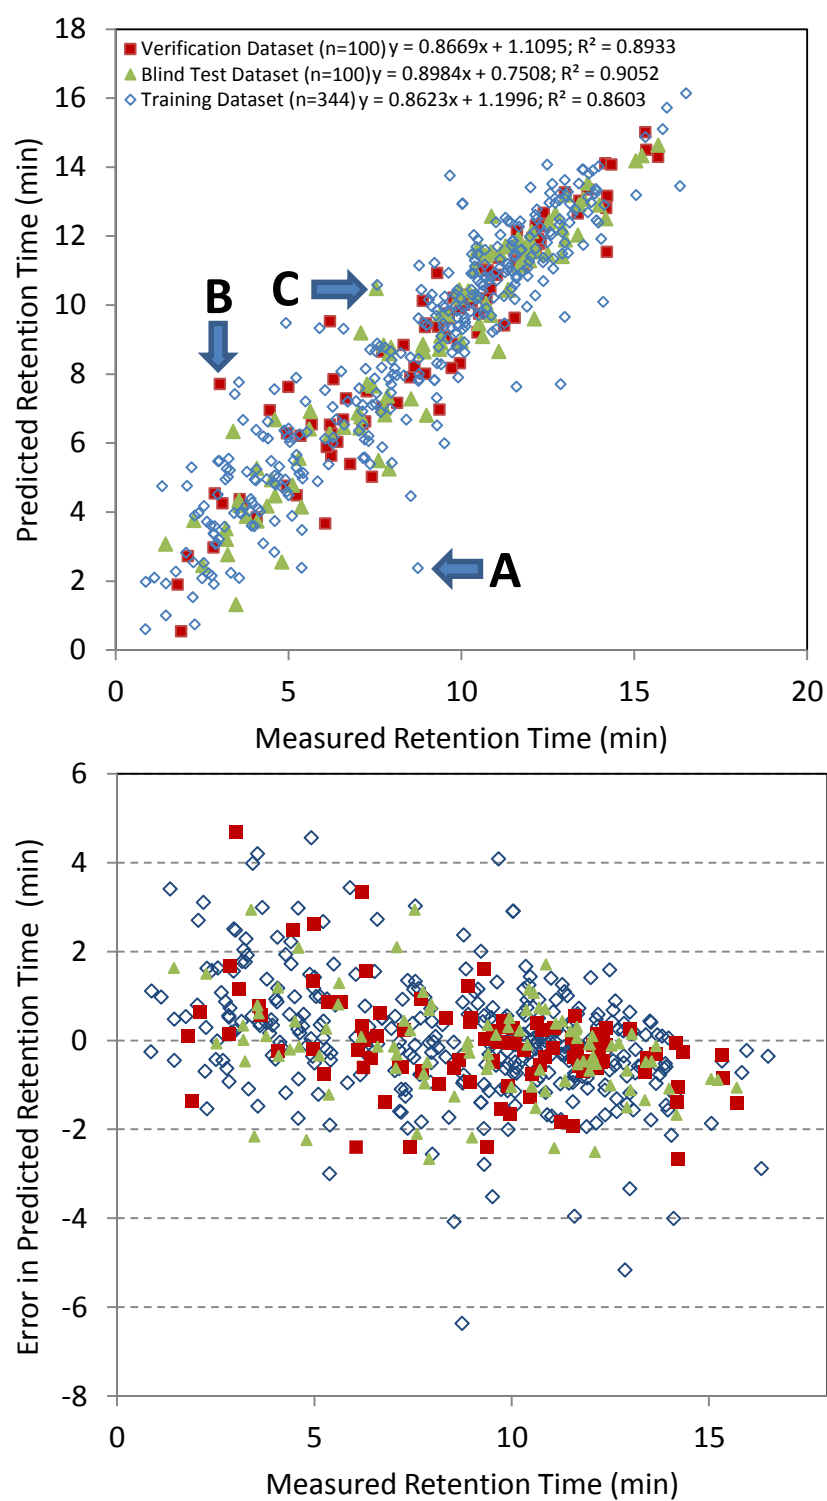 18
Verification Dataset (n=100) y = 0.8669x + 1.1095; R² = 0.8933
Blind Test Dataset (n=100) y = 0.8984x + 0.7508; R² = 0.9052
16
Training Dataset (n=344) y = 0.8623x + 1.1996; R² = 0.8603
14
12
10
8
6
4
2
0
Predicted Retention Time (min)
B
C
A
0 5 10 15 20
Measured Retention Time (min)
6
4
2
0
-2
-4
-6
-8
Error in Predicted Retention Time (min)
0 5 10 15
Measured Retention Time (min)